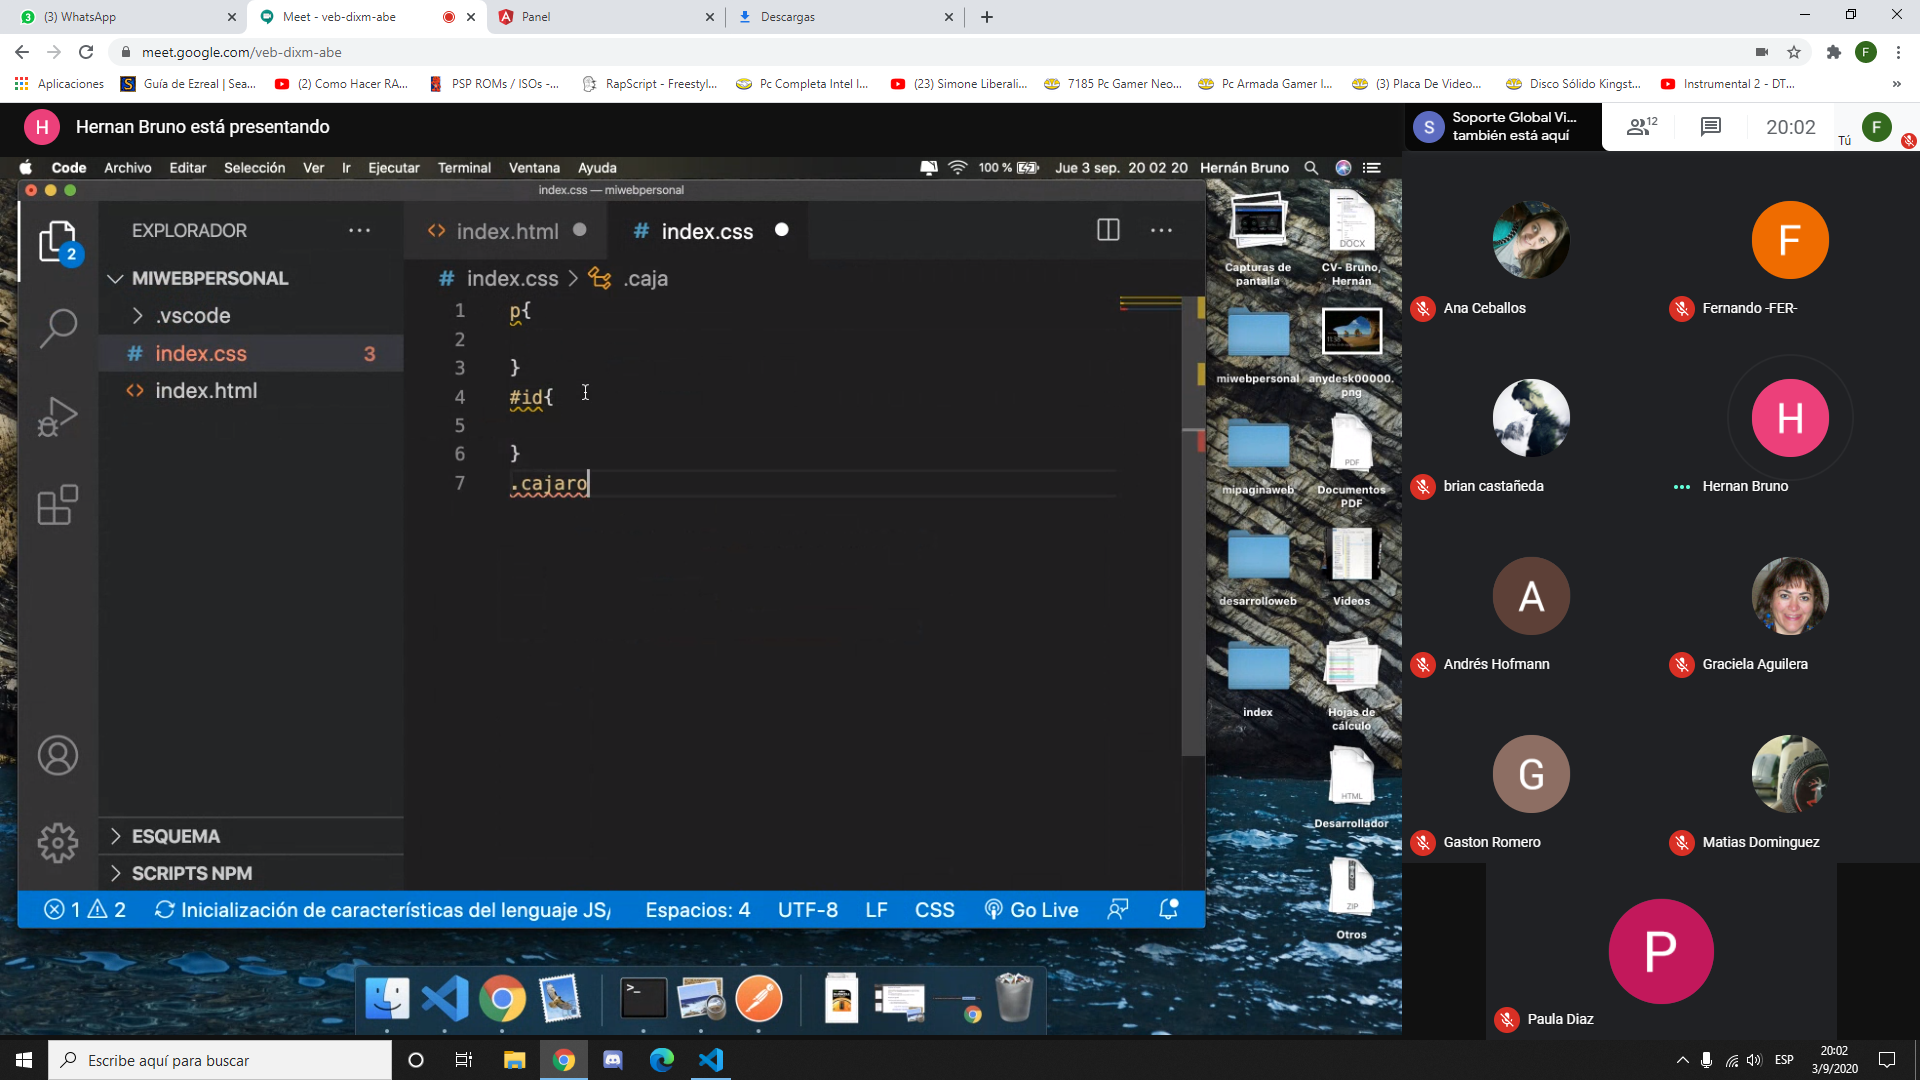 (3) WhatsApp
Meet - veb-dixm-abe
Panel
Descargas
meet.google.com/veb-dixm-abe
F
Aplicaciones
Guía de Ezreal | Sea...
(2) Como Hacer RA...
PSP ROMs / ISOs -...
RapScript - Freestyl...
Pc Completa Intel I...
(23) Simone Liberali...
7185 Pc Gamer Neo...
Pc Armada Gamer I...
(3) Placa De Video...
Disco Sólido Kingst...
Instrumental 2 - DT...
»
H
Hernan Bruno está presentando
S
Soporte Global Vi...
también está aquí
12
20:02
Tú
F
Code
Archivo
Editar
Selección
Ver
Ir
Ejecutar
Terminal
Ventana
Ayuda
100 %
Jue 3 sep. 20 02 20
Hernán Bruno
index.css — miwebpersonal
2
EXPLORADOR
MIWEBPERSONAL
.vscode
index.css
3
index.html
ESQUEMA
SCRIPTS NPM
index.html
index.css
index.css > .caja
1 p{
2
3 }
4 #id{
5
6 }
7 .cajaro
1
2
Inicialización de características del lenguaje JS/
Espacios: 4
UTF-8
LF
CSS
Go Live
Capturas de
pantalla
DOCX
CV- Bruno,
Hernán
miwebpersonal
anydesk00000.
png
mipaginaweb
PDF
Documentos
PDF
desarrolloweb
Videos
index
Hojas de
cálculo
HTML
Desarrollador
ZIP
Otros
Ana Ceballos
F
Fernando -FER-
brian castañeda
H
Hernan Bruno
A
Andrés Hofmann
Graciela Aguilera
G
Gaston Romero
Matias Dominguez
P
Paula Diaz
Escribe aquí para buscar
ESP
20:02
3/9/2020